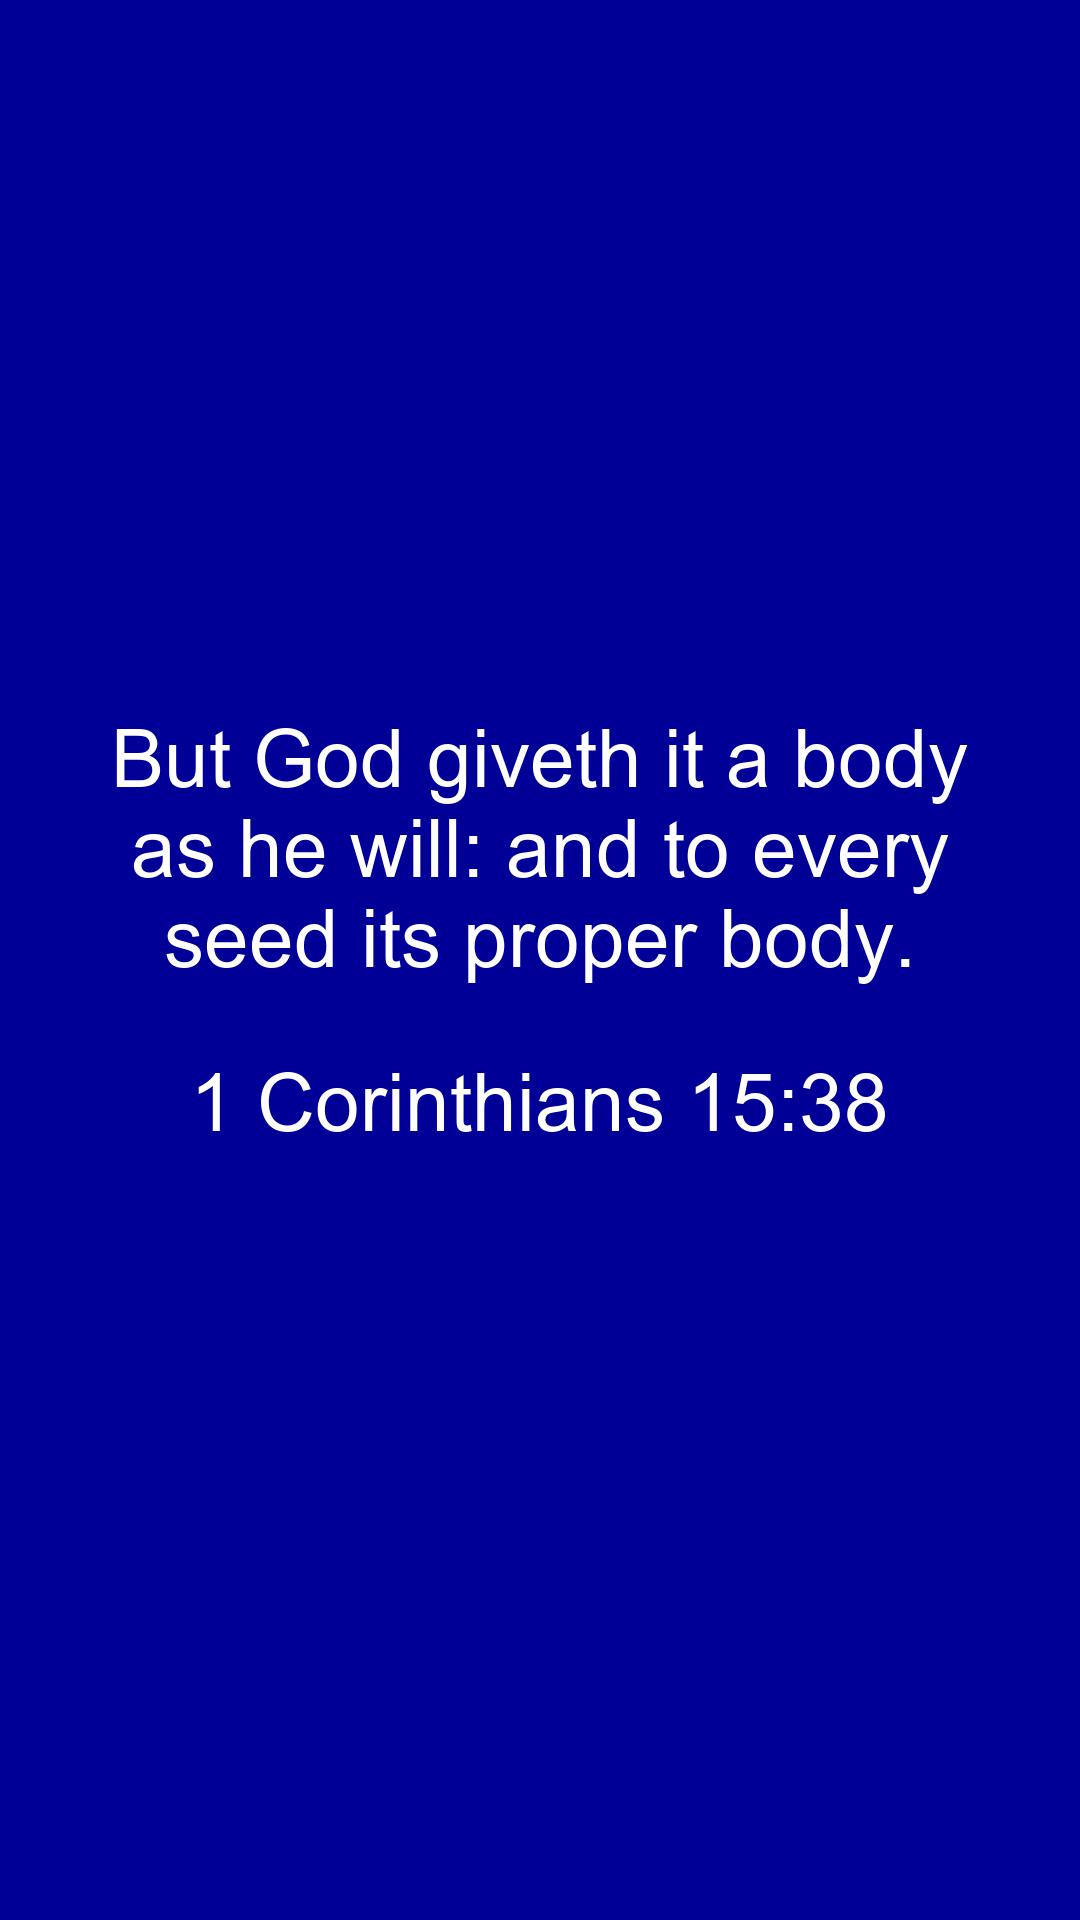 But God giveth it a body
as he will: and to every
seed its proper body.
1 Corinthians 15:38